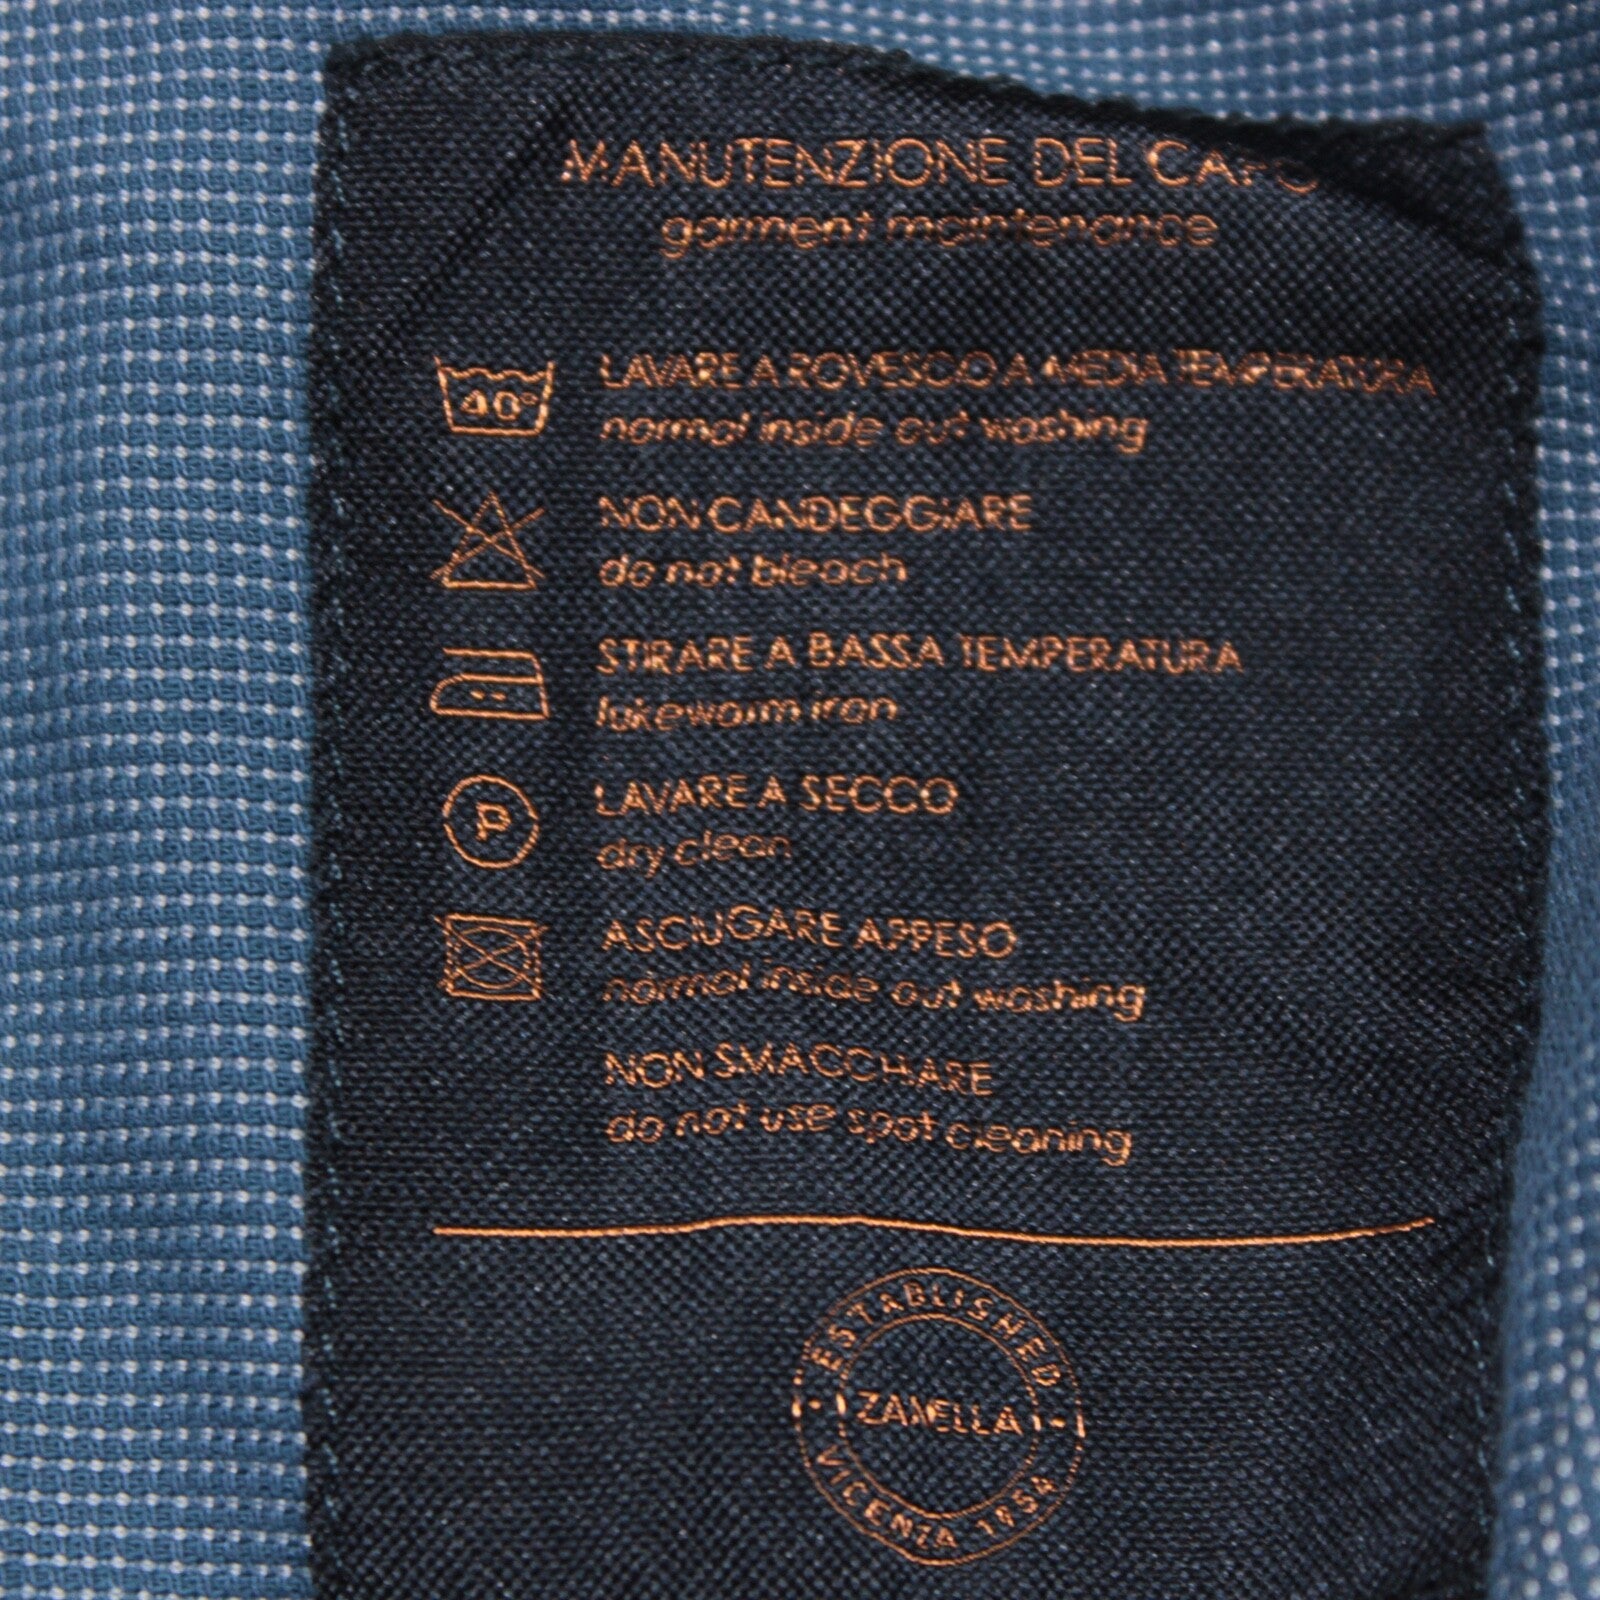 MANUTENZIONE DEL CAPO
garment maintenance
40°
LAVARE A ROVESCIO A MEDIA TEMPERATURA
normal inside out washing
NON CANDEGGIARE
do not bleach
STIRARE A BASSA TEMPERATURA
lukewarm iron
P
LAVARE A SECCO
dry clean
ASCIUGARE APPESO
normal inside out washing
NON SMACCHIARE
do not use spot cleaning
ESTABLISHED
ZANELLA
VICENZA 1954